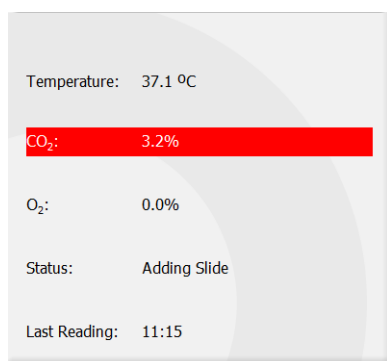 Temperature: 37.1 ºC
CO₂: 3.2%
O₂: 0.0%
Status: Adding Slide
Last Reading: 11:15